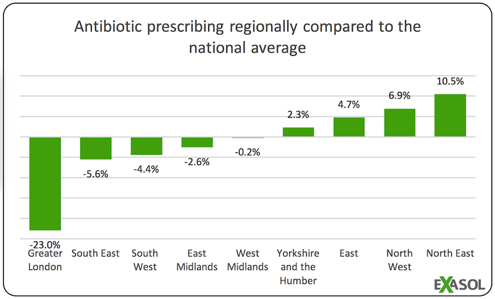 Antibiotic prescribing regionally compared to the
national average
10.5%
6.9%
4.7%
2.3%
-0.2%
-2.6%
-4.4%
-5.6%
-23.0%
Greater
London
South East
South
West
East
Midlands
West
Midlands
Yorkshire
and the
Humber
East
North
West
North East
EXASOL